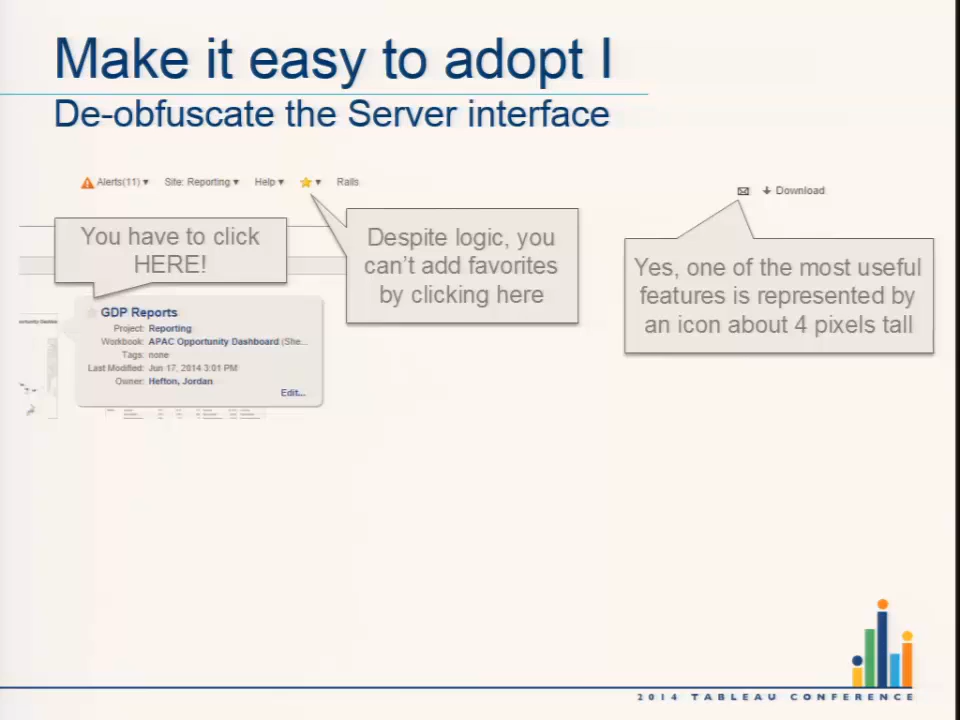 Make it easy to adopt I
De-obfuscate the Server interface
Alerts(11) Site: Reporting Help Ralls
Download
You have to click
HERE!
Despite logic, you
can't add favorites
by clicking here
Yes, one of the most useful
features is represented by
an icon about 4 pixels tall
GDP Reports
Project: Reporting
Workbook: APAC Opportunity Dashboard (She...
Tags: none
Last Modified: Jun 17, 2014 3:01 PM
Owner: Hefton, Jordan
Edit...
2014 TABLEAU CONFERENCE